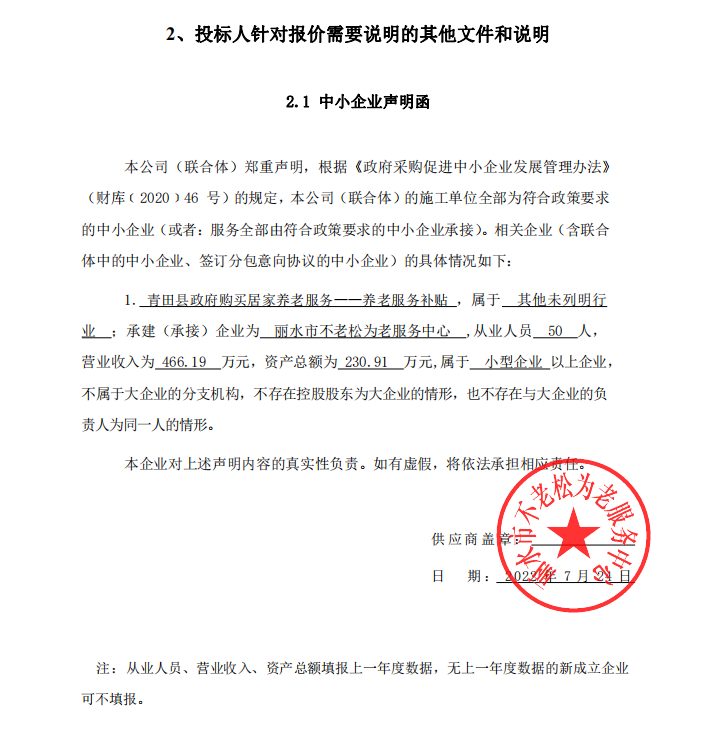 2、投标人针对报价需要说明的其他文件和说明
2.1 中小企业声明函
本公司（联合体）郑重声明，根据《政府采购促进中小企业发展管理办法》
（财库﹝2020﹞46 号）的规定，本公司（联合体）的施工单位全部为符合政策要求
的中小企业（或者：服务全部由符合政策要求的中小企业承接）。相关企业（含联合
体中的中小企业、签订分包意向协议的中小企业）的具体情况如下：
1. 青田县政府购买居家养老服务——养老服务补贴 ，属于 其他未列明行
业 ；承建（承接）企业为 丽水市不老松为老服务中心 ,从业人员 50 人，
营业收入为 466.19 万元，资产总额为 230.91 万元,属于 小型企业 以上企业，
不属于大企业的分支机构，不存在控股股东为大企业的情形，也不存在与大企业的负
责人为同一人的情形。
本企业对上述声明内容的真实性负责。如有虚假，将依法承担相应责任。
供应商盖章：
丽水市不老松为老服务中心
日 期：2022 年 7 月 24 日
注：从业人员、营业收入、资产总额填报上一年度数据，无上一年度数据的新成立企业
可不填报。